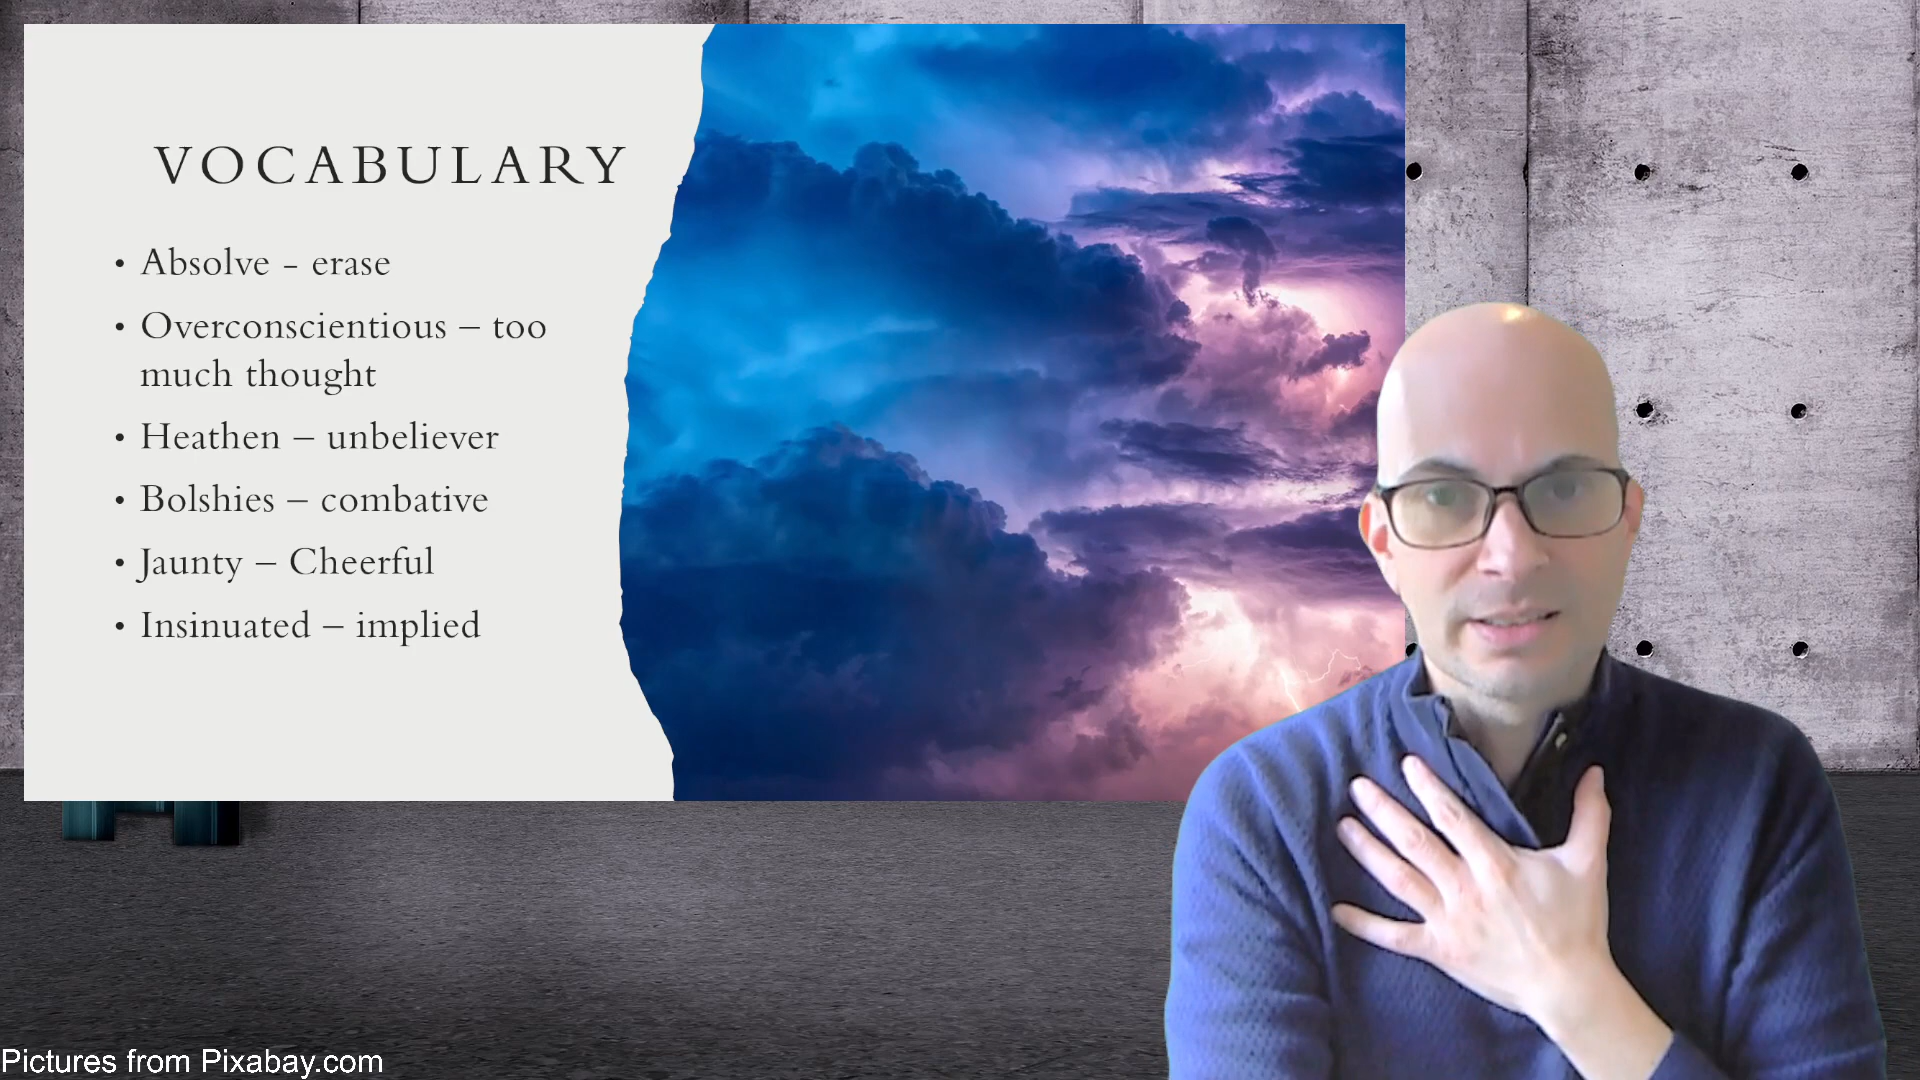 VOCABULARY
• Absolve - erase
• Overconscientious – too
much thought
• Heathen – unbeliever
• Bolshies – combative
• Jaunty – Cheerful
• Insinuated – implied
Pictures from Pixabay.com